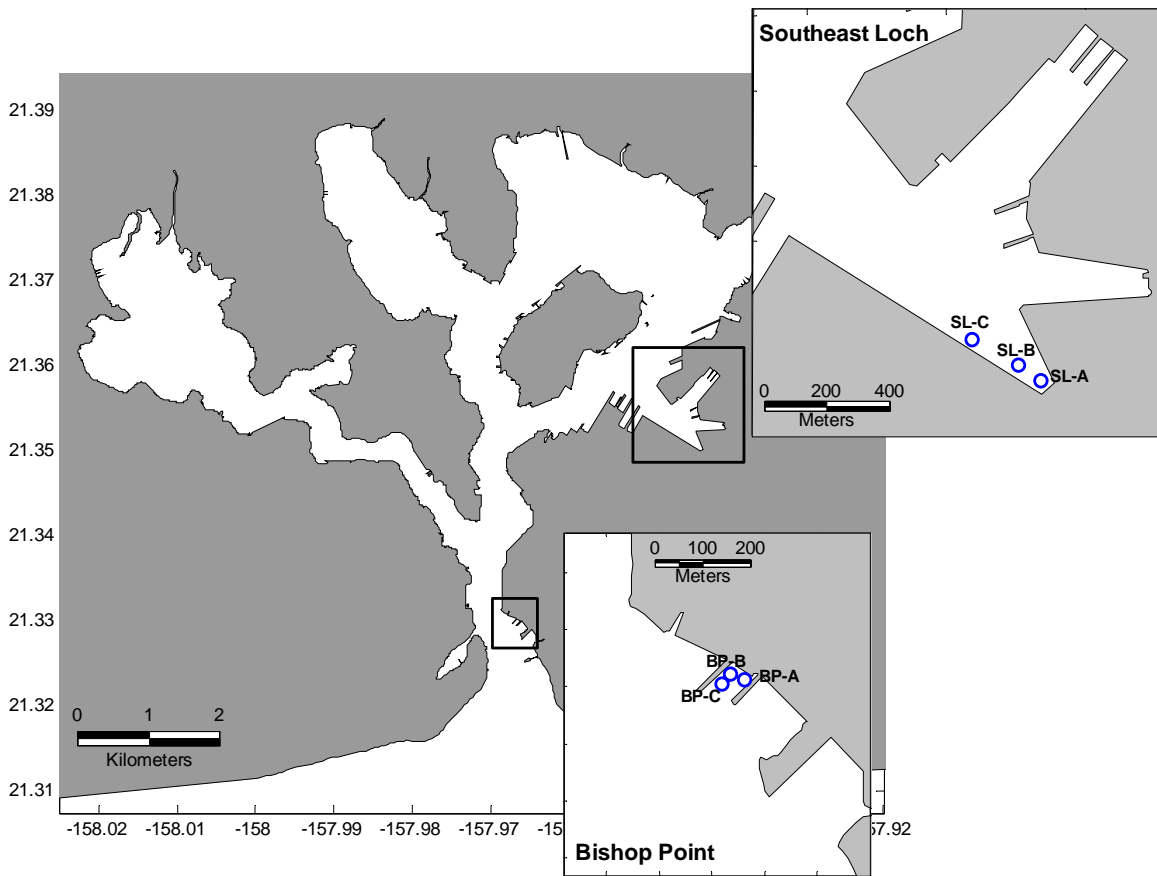 Southeast Loch
SL-C
SL-B
SL-A
0 200 400
Meters
21.39
21.38
21.37
21.36
21.35
21.34
21.33
21.32
21.31
0 1 2
Kilometers
-158.02 -158.01 -158 -157.99 -157.98 -157.97
0 100 200
Meters
BP-B
BP-A
BP-C
Bishop Point